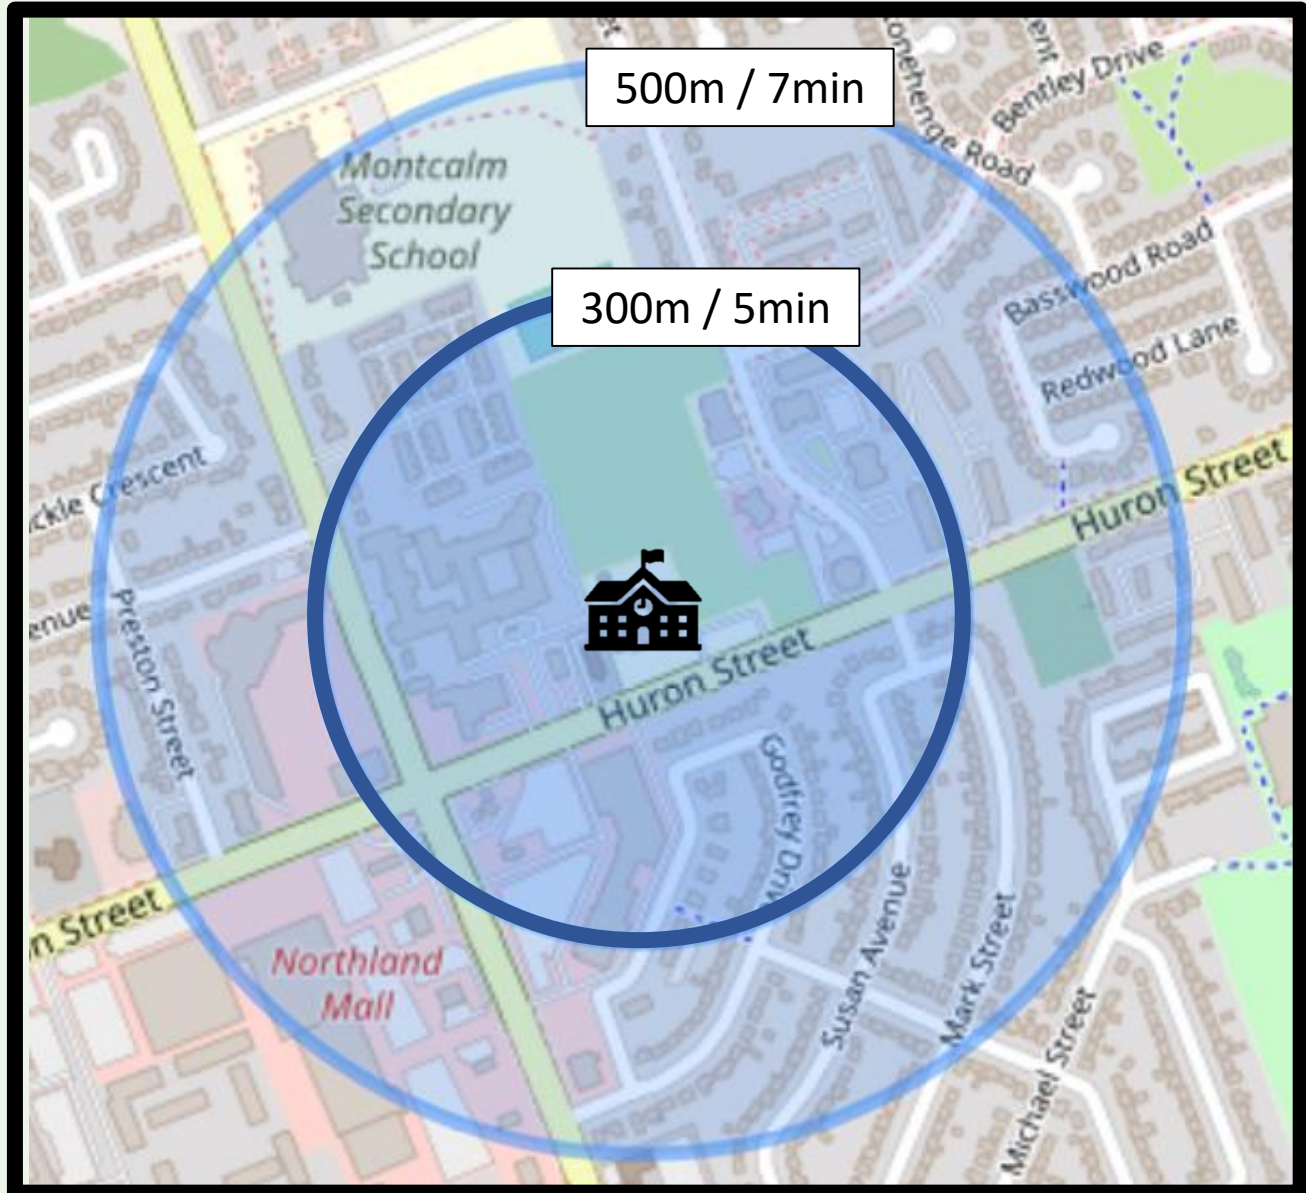 500m / 7min
onehenge Road
ent
Bentley Drive
Montcalm
Secondary
School
300m / 5min
Basswood Road
Redwood Lane
ckle Crescent
Huron Street
enue
Preston Street
Huron Street
Godfrey Driv
n Street
Northland
Mall
Susan Avenue
Mark Street
Michael Street